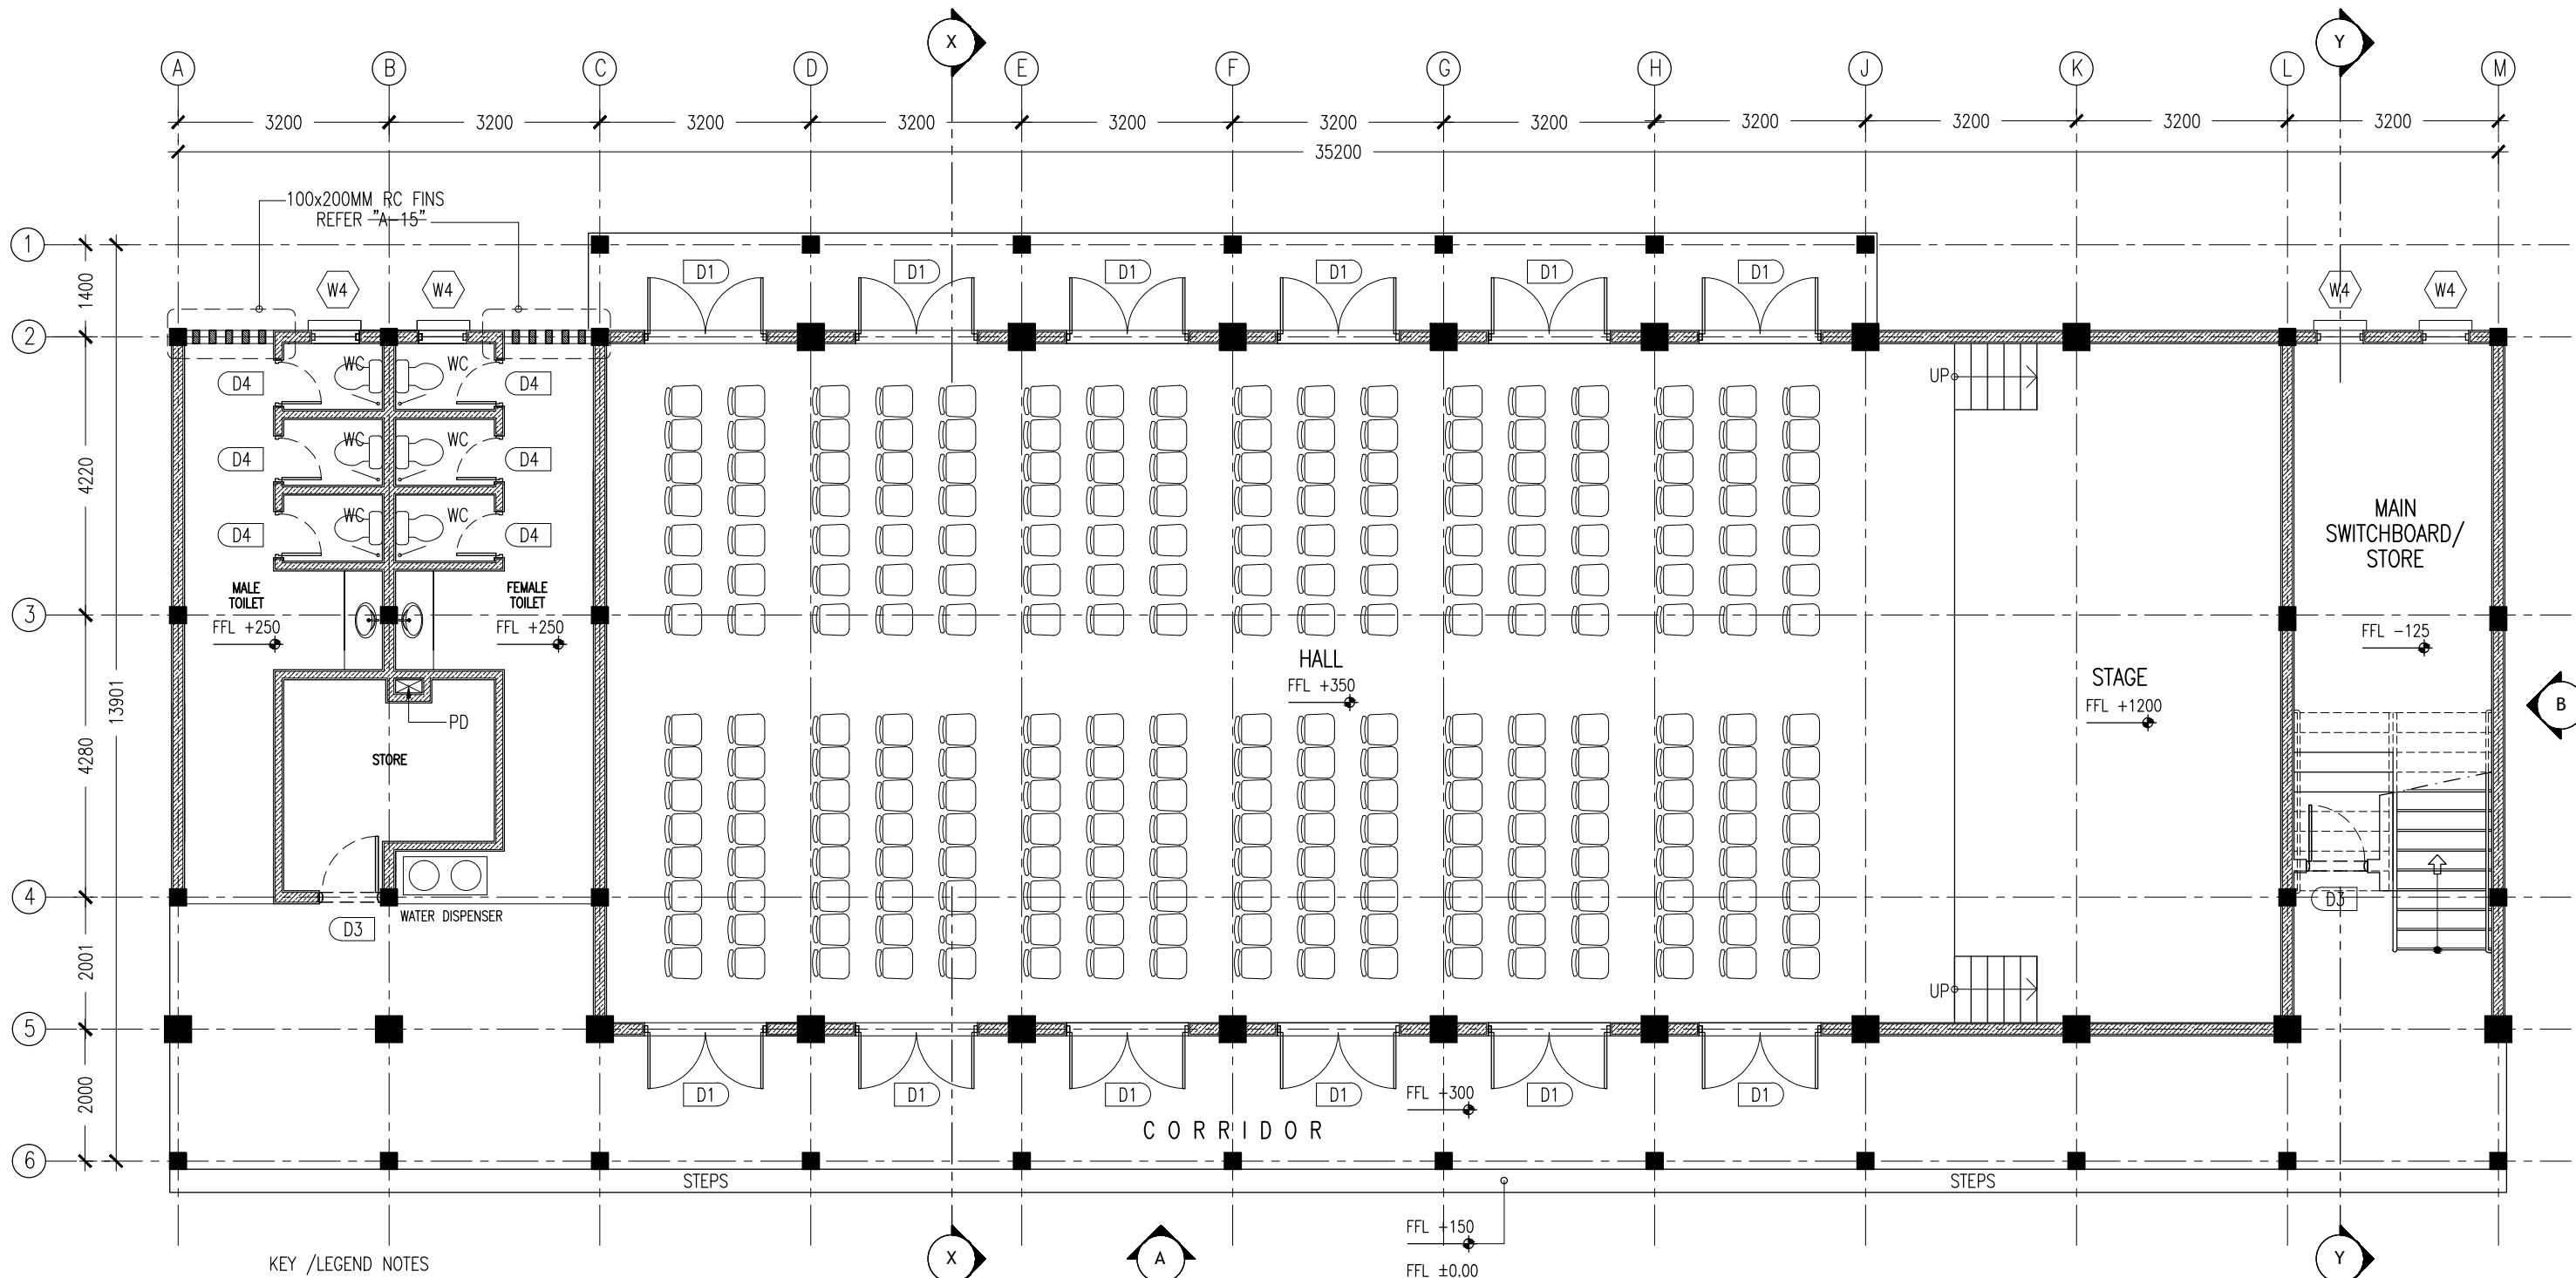 X
Y
A
B
C
D
E
F
G
H
J
K
L
M
3200
3200
3200
3200
3200
3200
3200
3200
3200
3200
3200
35200
100x200MM RC FINS
REFER "A-15"
1
1400
D1
D1
D1
D1
D1
D1
W4
W4
W4
W4
2
WC
WC
D4
D4
UP
WC
WC
D4
D4
4220
MAIN
SWITCHBOARD/
STORE
WC
WC
D4
D4
MALE
TOILET
FEMALE
TOILET
3
FFL +250
FFL +250
FFL -125
HALL
FFL +350
STAGE
FFL +1200
13901
B
PD
4280
STORE
4
D3
WATER DISPENSER
D3
2001
UP
5
2000
D1
D1
D1
D1
D1
D1
FFL +300
CORRIDOR
6
STEPS
STEPS
FFL +150
KEY /LEGEND NOTES
X
A
FFL ±0.00
Y